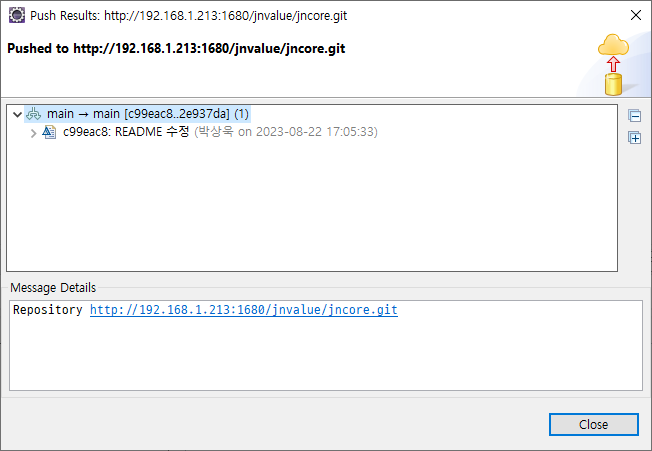 Push Results: http://192.168.1.213:1680/jnvalue/jncore.git
Pushed to http://192.168.1.213:1680/jnvalue/jncore.git
main → main [c99eac8..2e937da] (1)
c99eac8: README 수정 (박상욱 on 2023-08-22 17:05:33)
Message Details
Repository http://192.168.1.213:1680/jnvalue/jncore.git
Close